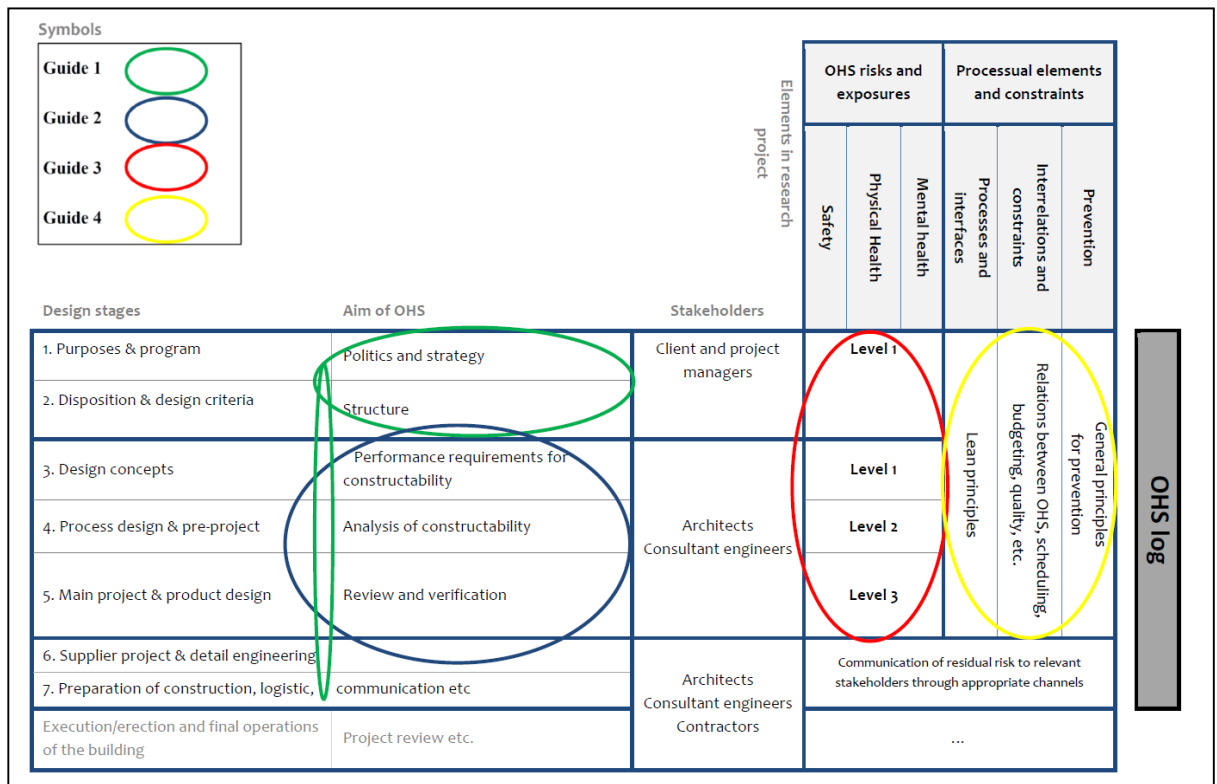 Symbols
Guide 1
Guide 2
Guide 3
Guide 4
Elements in research
project
OHS risks and
exposures
Processual elements
and constraints
Safety
Physical Health
Mental health
Processes and
interfaces
Interrelations and
constraints
Prevention
Design stages
Aim of OHS
Stakeholders
1. Purposes & program
Politics and strategy
Client and project
managers
Level 1
2. Disposition & design criteria
Structure
3. Design concepts
Performance requirements for
constructability
Level 1
4. Process design & pre-project
Analysis of constructability
Architects
Consultant engineers
Level 2
5. Main project & product design
Review and verification
Level 3
Lean principles
Relations between OHS, scheduling,
budgeting, quality, etc.
General principles
for prevention
OHS log
6. Supplier project & detail engineering
7. Preparation of construction, logistic, communication etc
Architects
Consultant engineers
Contractors
Communication of residual risk to relevant
stakeholders through appropriate channels
Execution/erection and final operations
of the building
Project review etc.
...